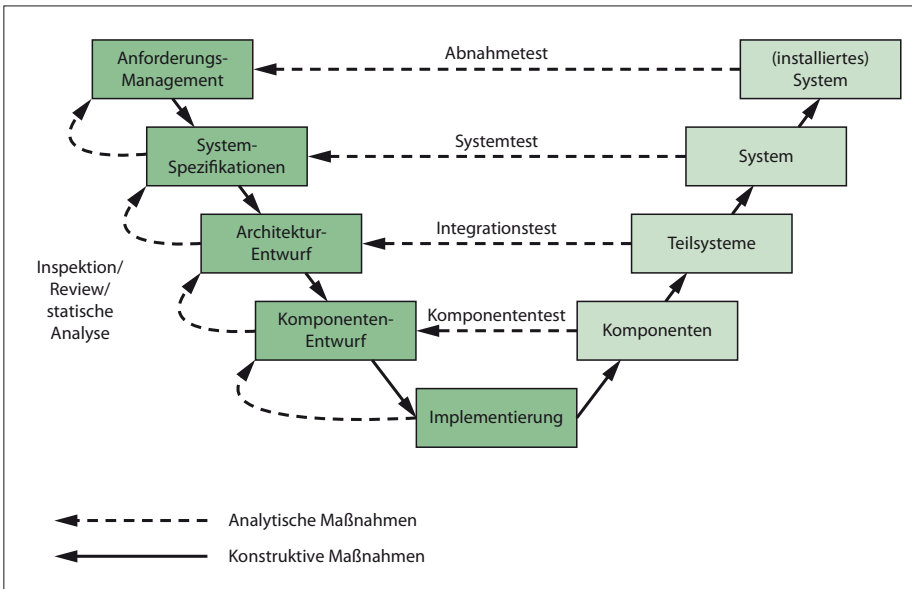 Anforderungs-
Management
Abnahmetest
(installiertes)
System
System-
Spezifikationen
Systemtest
System
Architektur-
Entwurf
Integrationstest
Teilsysteme
Inspektion/
Review/
statische
Analyse
Komponenten-
Entwurf
Komponententest
Komponenten
Implementierung
Analytische Maßnahmen
Konstruktive Maßnahmen